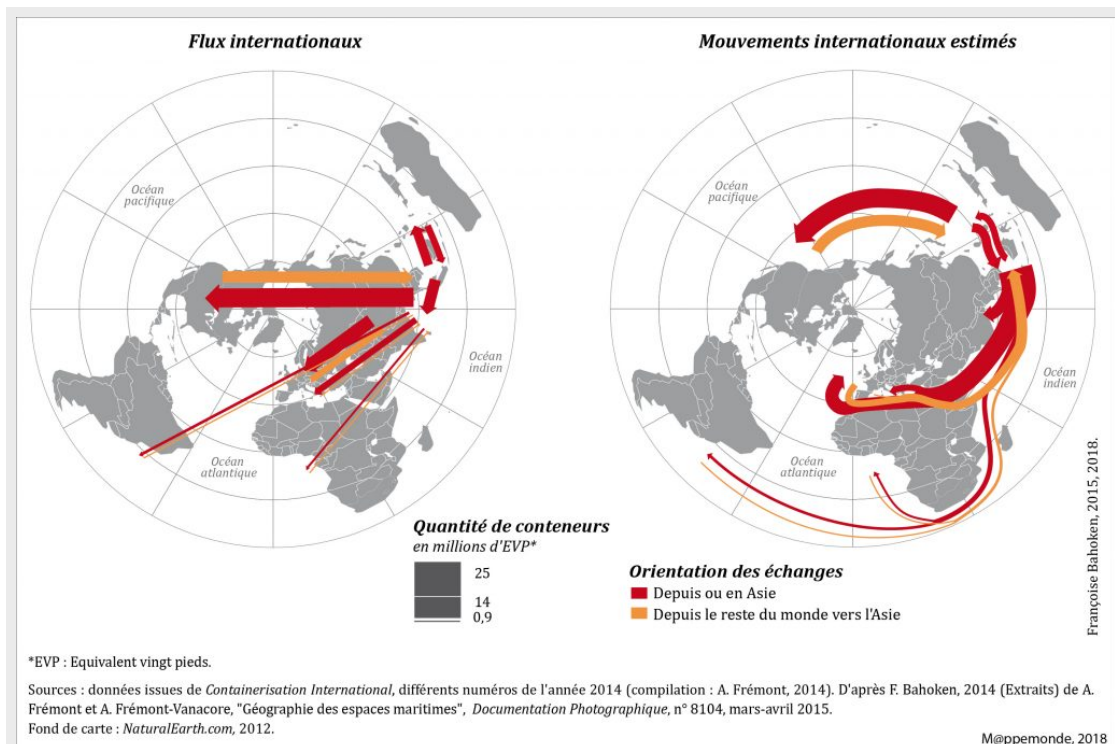 Flux internationaux
Mouvements internationaux estimés
Océan
pacifique
Océan
indien
Océan
atlantique
Océan
pacifique
Océan
indien
Océan
atlantique
Quantité de conteneurs
en millions d'EVP*
25
14
0,9
Orientation des échanges
Depuis ou en Asie
Depuis le reste du monde vers l'Asie
Françoise Bahoken, 2015, 2018.
*EVP : Equivalent vingt pieds.
Sources : données issues de Containerisation International, différents numéros de l'année 2014 (compilation : A. Frémont, 2014). D'après F. Bahoken, 2014 (Extraits) de A.
Frémont et A. Frémont-Vanacore, "Géographie des espaces maritimes", Documentation Photographique, n° 8104, mars-avril 2015.
Fond de carte : NaturalEarth.com, 2012.
M@ppemonde, 2018